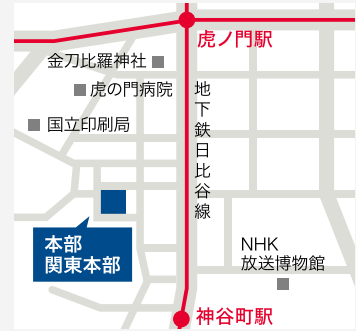 虎ノ門駅
金刀比羅神社
虎の門病院
国立印刷局
地下鉄日比谷線
本部
関東本部
NHK
放送博物館
神谷町駅